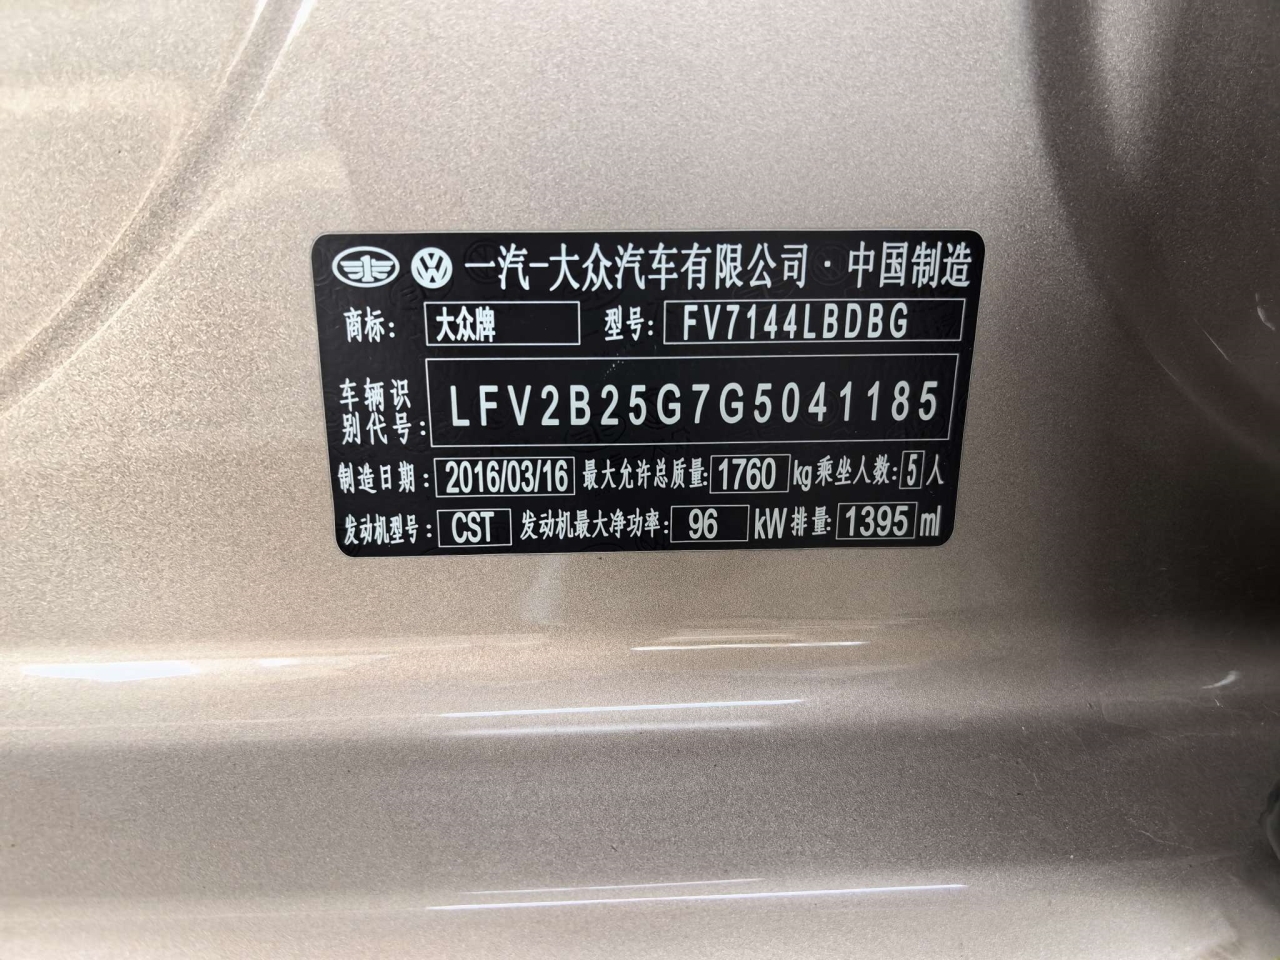 一汽-大众汽车有限公司·中国制造
商标: 大众牌 型号: FV7144LBDBG
车辆识别代号: LFV2B25G7G5041185
制造日期: 2016/03/16 最大允许总质量: 1760 kg 乘坐人数: 5 人
发动机型号: CST 发动机最大净功率: 96 kW 排量: 1395 ml